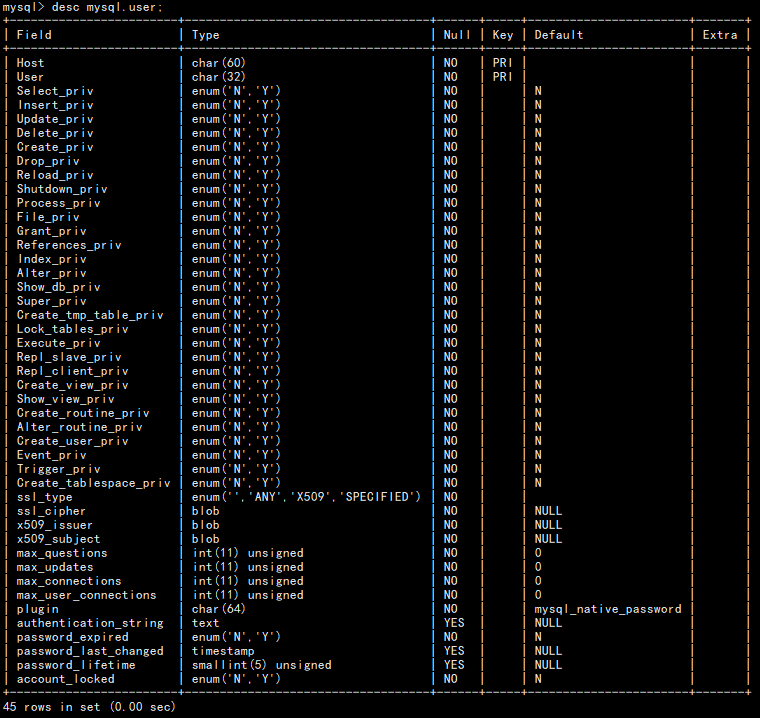 mysql> desc mysql.user;
+------------------------+-----------------------------------+------+-----+-----------------------+-------+
| Field                  | Type                              | Null | Key | Default               | Extra |
+------------------------+-----------------------------------+------+-----+-----------------------+-------+
| Host                   | char(60)                          | NO   | PRI |                       |       |
| User                   | char(32)                          | NO   | PRI |                       |       |
| Select_priv            | enum('N','Y')                     | NO   |     | N                     |       |
| Insert_priv            | enum('N','Y')                     | NO   |     | N                     |       |
| Update_priv            | enum('N','Y')                     | NO   |     | N                     |       |
| Delete_priv            | enum('N','Y')                     | NO   |     | N                     |       |
| Create_priv            | enum('N','Y')                     | NO   |     | N                     |       |
| Drop_priv              | enum('N','Y')                     | NO   |     | N                     |       |
| Reload_priv            | enum('N','Y')                     | NO   |     | N                     |       |
| Shutdown_priv          | enum('N','Y')                     | NO   |     | N                     |       |
| Process_priv           | enum('N','Y')                     | NO   |     | N                     |       |
| File_priv              | enum('N','Y')                     | NO   |     | N                     |       |
| Grant_priv             | enum('N','Y')                     | NO   |     | N                     |       |
| References_priv        | enum('N','Y')                     | NO   |     | N                     |       |
| Index_priv             | enum('N','Y')                     | NO   |     | N                     |       |
| Alter_priv             | enum('N','Y')                     | NO   |     | N                     |       |
| Show_db_priv           | enum('N','Y')                     | NO   |     | N                     |       |
| Super_priv             | enum('N','Y')                     | NO   |     | N                     |       |
| Create_tmp_table_priv  | enum('N','Y')                     | NO   |     | N                     |       |
| Lock_tables_priv       | enum('N','Y')                     | NO   |     | N                     |       |
| Execute_priv           | enum('N','Y')                     | NO   |     | N                     |       |
| Repl_slave_priv        | enum('N','Y')                     | NO   |     | N                     |       |
| Repl_client_priv       | enum('N','Y')                     | NO   |     | N                     |       |
| Create_view_priv       | enum('N','Y')                     | NO   |     | N                     |       |
| Show_view_priv         | enum('N','Y')                     | NO   |     | N                     |       |
| Create_routine_priv    | enum('N','Y')                     | NO   |     | N                     |       |
| Alter_routine_priv     | enum('N','Y')                     | NO   |     | N                     |       |
| Create_user_priv       | enum('N','Y')                     | NO   |     | N                     |       |
| Event_priv             | enum('N','Y')                     | NO   |     | N                     |       |
| Trigger_priv           | enum('N','Y')                     | NO   |     | N                     |       |
| Create_tablespace_priv | enum('N','Y')                     | NO   |     | N                     |       |
| ssl_type               | enum('','ANY','X509','SPECIFIED') | NO   |     |                       |       |
| ssl_cipher             | blob                              | NO   |     | NULL                  |       |
| x509_issuer            | blob                              | NO   |     | NULL                  |       |
| x509_subject           | blob                              | NO   |     | NULL                  |       |
| max_questions          | int(11) unsigned                  | NO   |     | 0                     |       |
| max_updates            | int(11) unsigned                  | NO   |     | 0                     |       |
| max_connections        | int(11) unsigned                  | NO   |     | 0                     |       |
| max_user_connections   | int(11) unsigned                  | NO   |     | 0                     |       |
| plugin                 | char(64)                          | NO   |     | mysql_native_password |       |
| authentication_string  | text                              | YES  |     | NULL                  |       |
| password_expired       | enum('N','Y')                     | NO   |     | N                     |       |
| password_last_changed  | timestamp                         | YES  |     | NULL                  |       |
| password_lifetime      | smallint(5) unsigned              | YES  |     | NULL                  |       |
| account_locked         | enum('N','Y')                     | NO   |     | N                     |       |
+------------------------+-----------------------------------+------+-----+-----------------------+-------+
45 rows in set (0.00 sec)